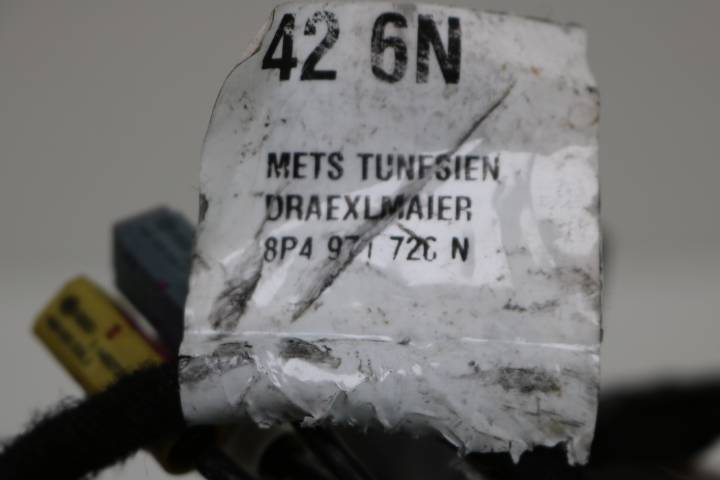 42 6N
METS TUNESIEN
DRAEXLMAIER
8P4 971 726 N